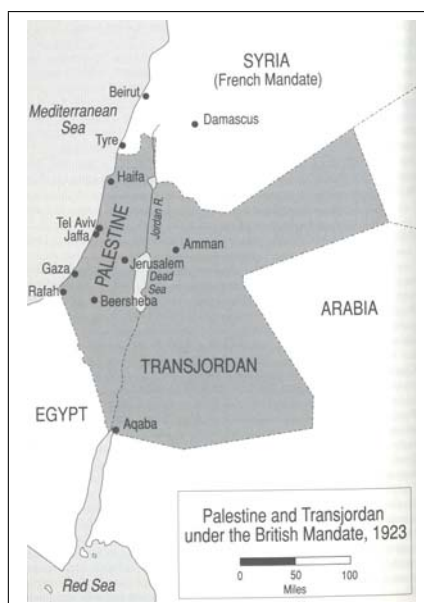 SYRIA
(French Mandate)
Beirut
Mediterranean
Sea
Damascus
Tyre
Haifa
Jordan R.
PALESTINE
Tel Aviv
Jaffa
Amman
Jerusalem
Gaza
Dead
Sea
Rafah
Beersheba
ARABIA
TRANSJORDAN
EGYPT
Aqaba
Palestine and Transjordan
under the British Mandate, 1923
0 50 100
Miles
Red Sea